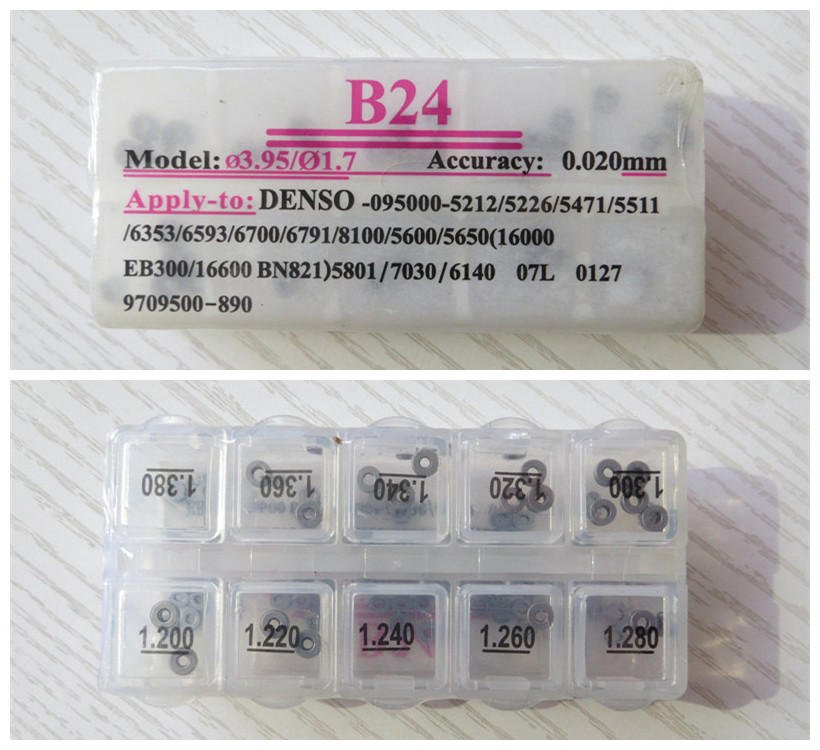 B24
Model: ø3.95/Ø1.7 Accuracy: 0.020mm
Apply-to: DENSO -095000-5212/5226/5471/5511
/6353/6593/6700/6791/8100/5600/5650(16000
EB300/16600 BN821)5801/7030/6140 07L 0127
9709500-890
1.380 1.360 1.340 1.320 1.300
1.200 1.220 1.240 1.260 1.280